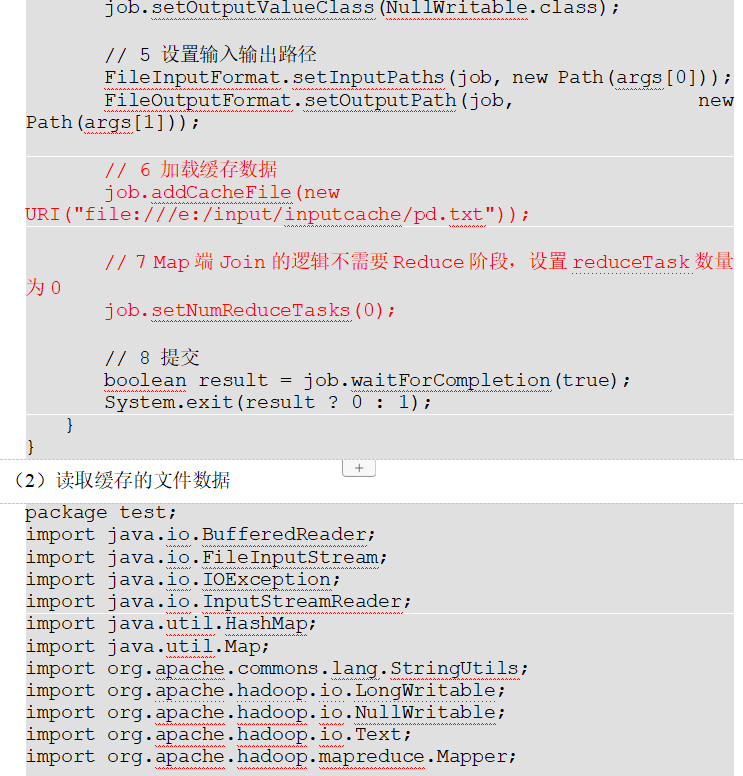 job.setOutputValueClass(NullWritable.class);
// 5 设置输入输出路径
FileInputFormat.setInputPaths(job, new Path(args[0]));
FileOutputFormat.setOutputPath(job, new
Path(args[1]));
// 6 加载缓存数据
job.addCacheFile(new
URI("file:///e:/input/inputcache/pd.txt"));
// 7 Map 端 Join 的逻辑不需要 Reduce 阶段，设置 reduceTask 数量
为 0
job.setNumReduceTasks(0);
// 8 提交
boolean result = job.waitForCompletion(true);
System.exit(result ? 0 : 1);
}
}
+
（2）读取缓存的文件数据
package test;
import java.io.BufferedReader;
import java.io.FileInputStream;
import java.io.IOException;
import java.io.InputStreamReader;
import java.util.HashMap;
import java.util.Map;
import org.apache.commons.lang.StringUtils;
import org.apache.hadoop.io.LongWritable;
import org.apache.hadoop.io.NullWritable;
import org.apache.hadoop.io.Text;
import org.apache.hadoop.mapreduce.Mapper;